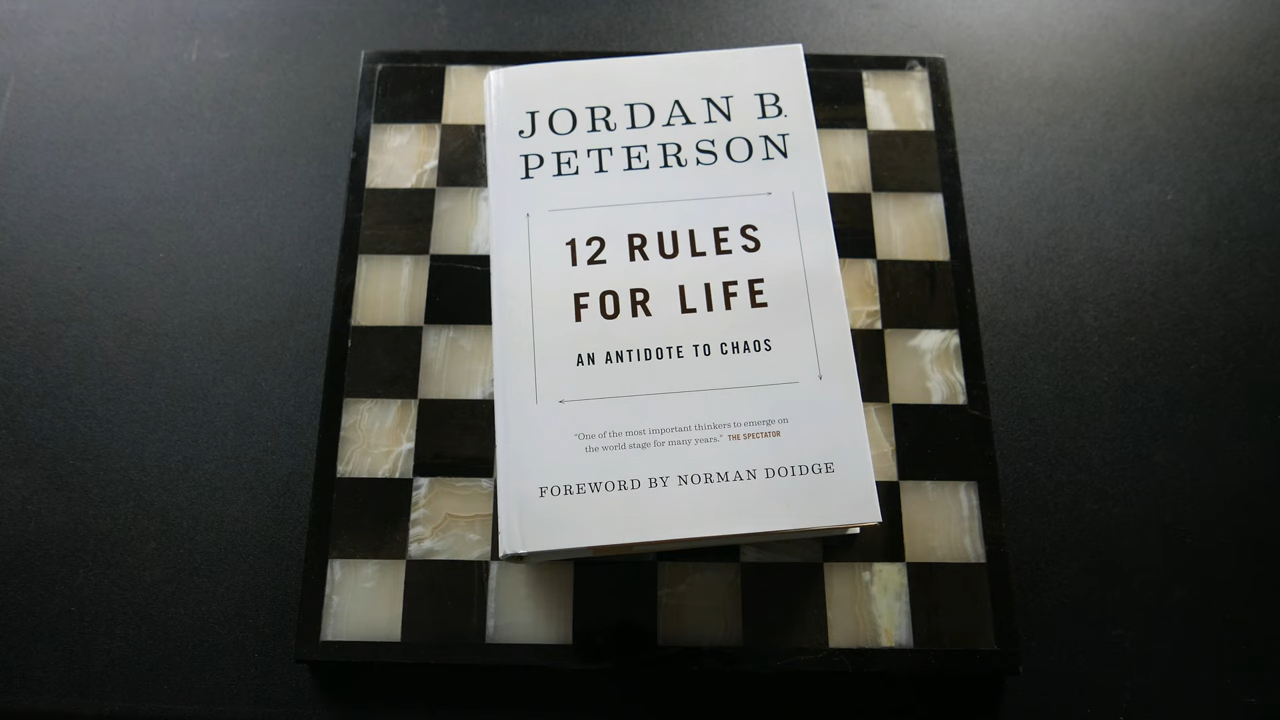 JORDAN B.
PETERSON
12 RULES
FOR LIFE
AN ANTIDOTE TO CHAOS
“One of the most important thinkers to emerge on
the world stage for many years.” THE SPECTATOR
FOREWORD BY NORMAN DOIDGE